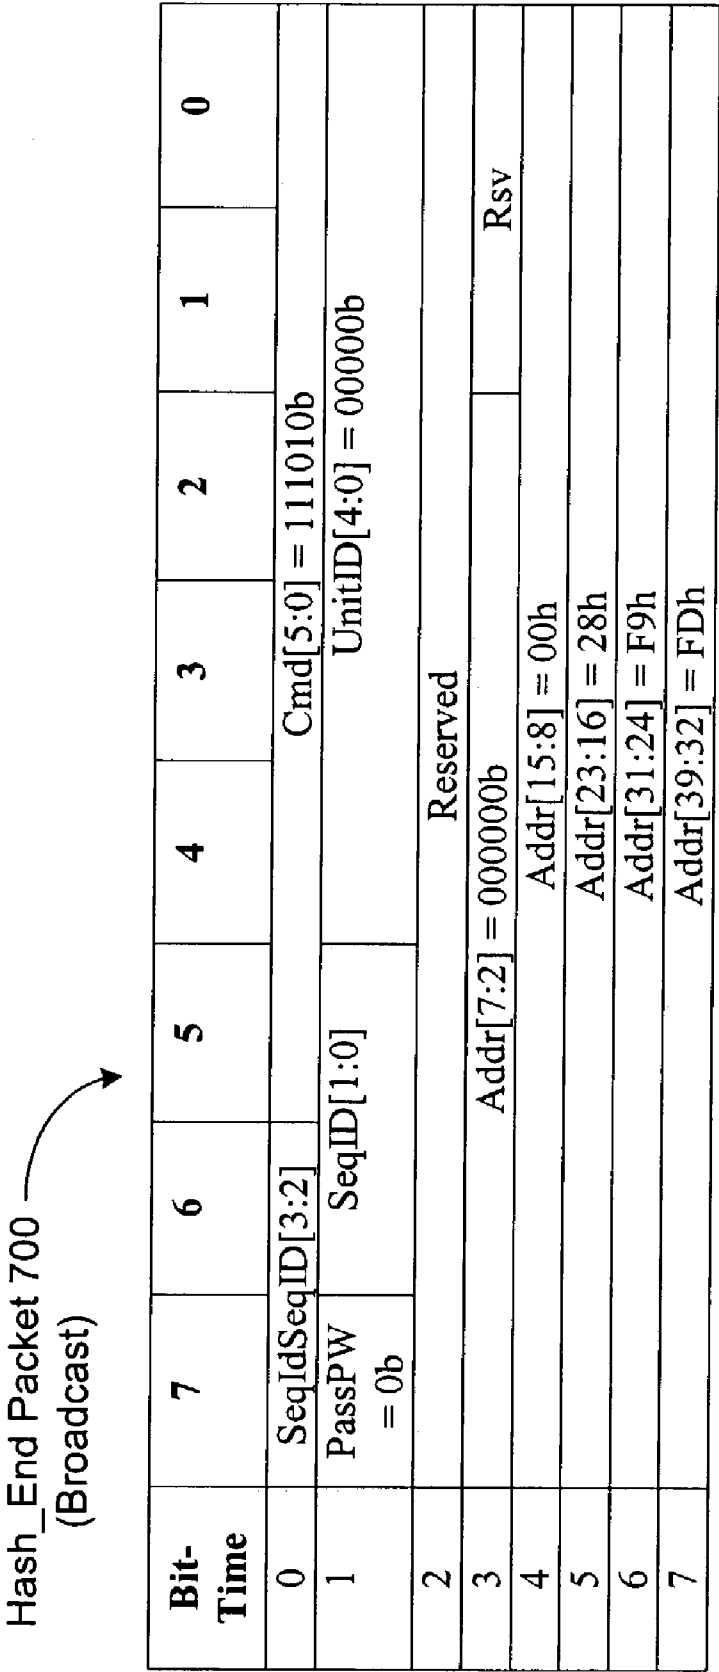 Hash_End Packet 700
(Broadcast)
Bit-Time 7 6 5 4 3 2 1 0
0 SeqIdSeqID[3:2] Cmd[5:0] = 111010b
1 PassPW = 0b SeqID[1:0] UnitID[4:0] = 00000b
2 Reserved
3 Addr[7:2] = 000000b Rsv
4 Addr[15:8] = 00h
5 Addr[23:16] = 28h
6 Addr[31:24] = F9h
7 Addr[39:32] = FDh